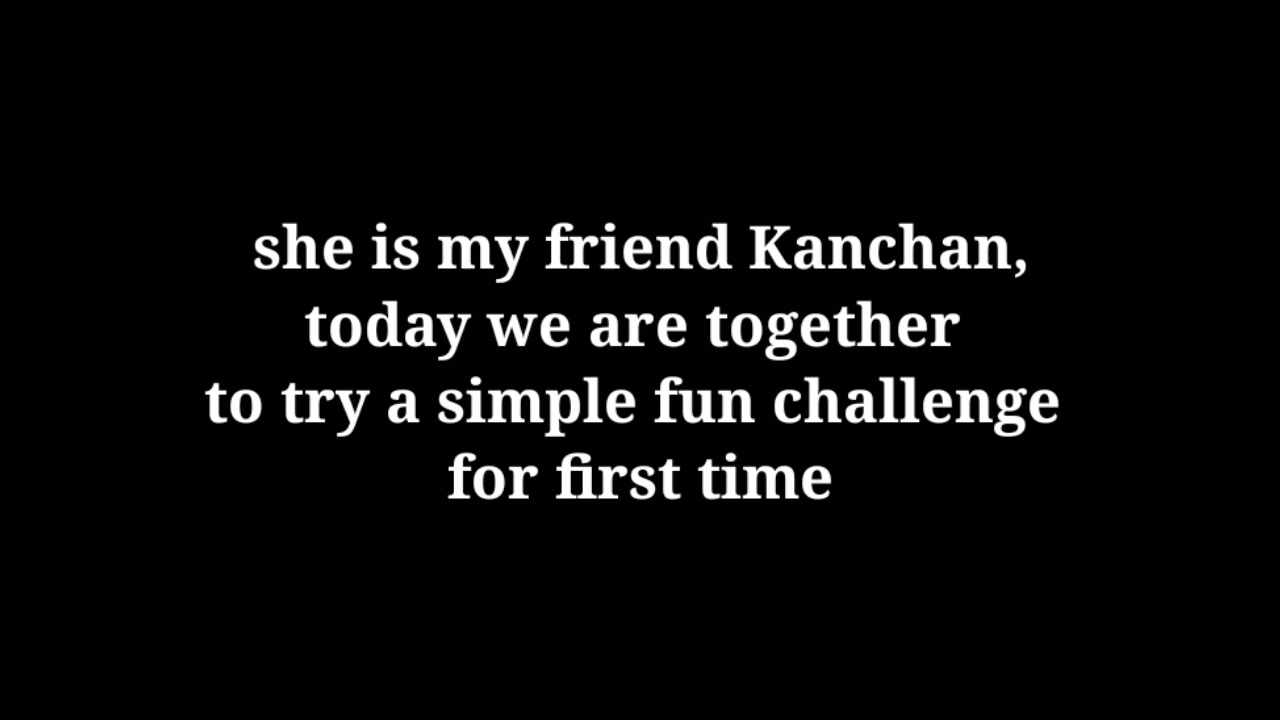 she is my friend Kanchan,
today we are together
to try a simple fun challenge
for first time